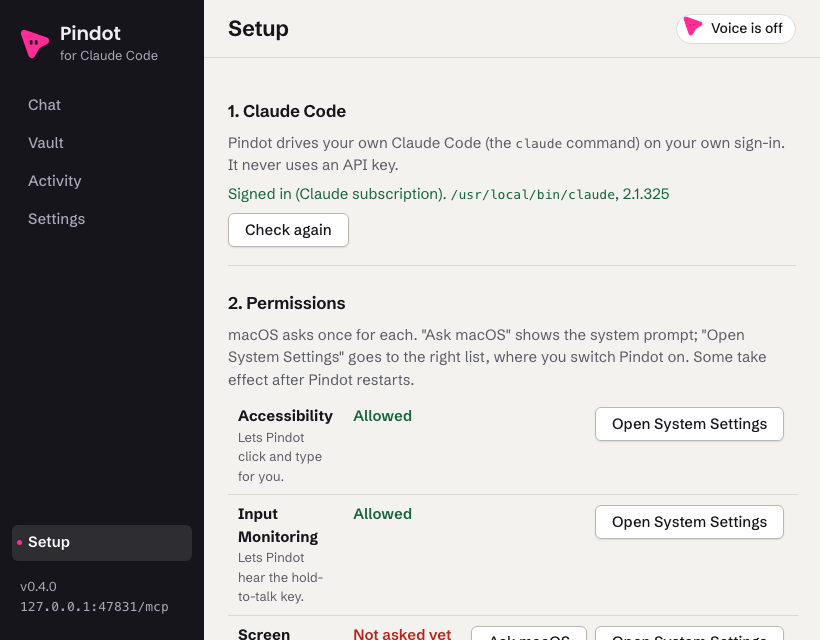 Pindot
for Claude Code
Chat
Vault
Activity
Settings
Setup
v0.4.0
127.0.0.1:47831/mcp
Setup
Voice is off
1. Claude Code
Pindot drives your own Claude Code (the claude command) on your own sign-in.
It never uses an API key.
Signed in (Claude subscription). /usr/local/bin/claude, 2.1.325
Check again
2. Permissions
macOS asks once for each. "Ask macOS" shows the system prompt; "Open
System Settings" goes to the right list, where you switch Pindot on. Some take
effect after Pindot restarts.
Accessibility
Lets Pindot
click and type
for you.
Allowed
Open System Settings
Input
Monitoring
Lets Pindot
hear the hold-
to-talk key.
Allowed
Open System Settings
Screen
Not asked yet
Ask macOS
Open System Settings